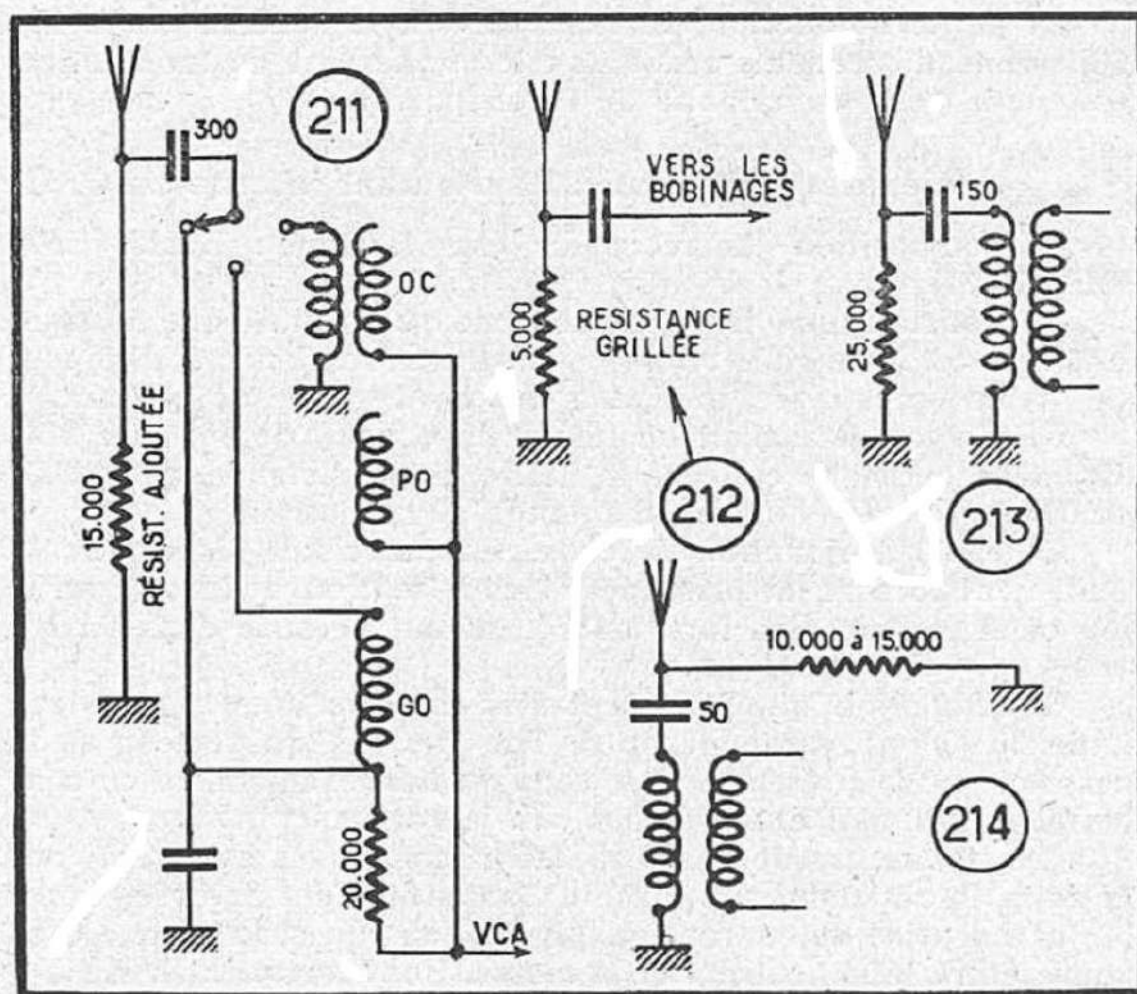 211
300
OC
PO
GO
15.000
RÉSIST. AJOUTÉE
20.000
VCA
VERS LES
BOBINAGES
5.000
RESISTANCE
GRILLÉE
212
150
25.000
213
10.000 à 15.000
50
214